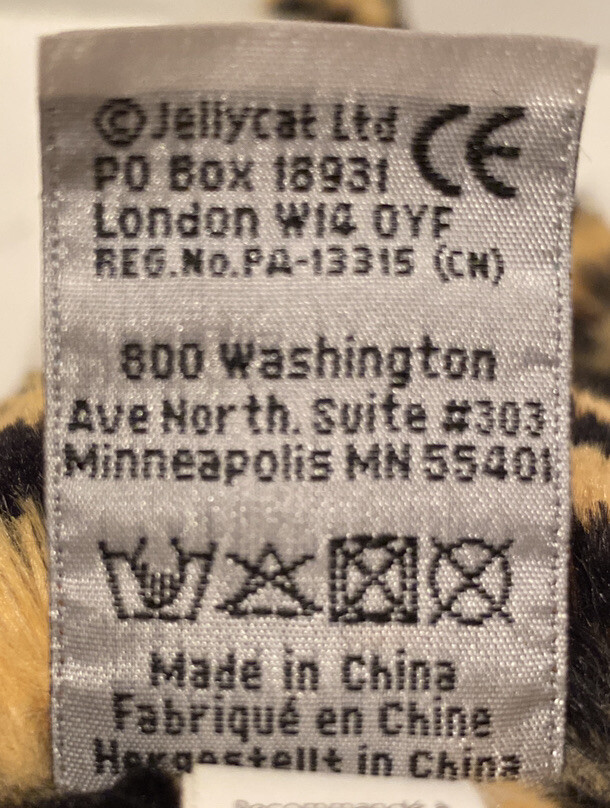 ©Jellycat Ltd CE
PO Box 18931
London W14 0YF
REG.No.PA-13315 (CN)
800 Washington
Ave North. Suite #303
Minneapolis MN 55401
Made in China
Fabriqué en Chine
Hergestellt in China